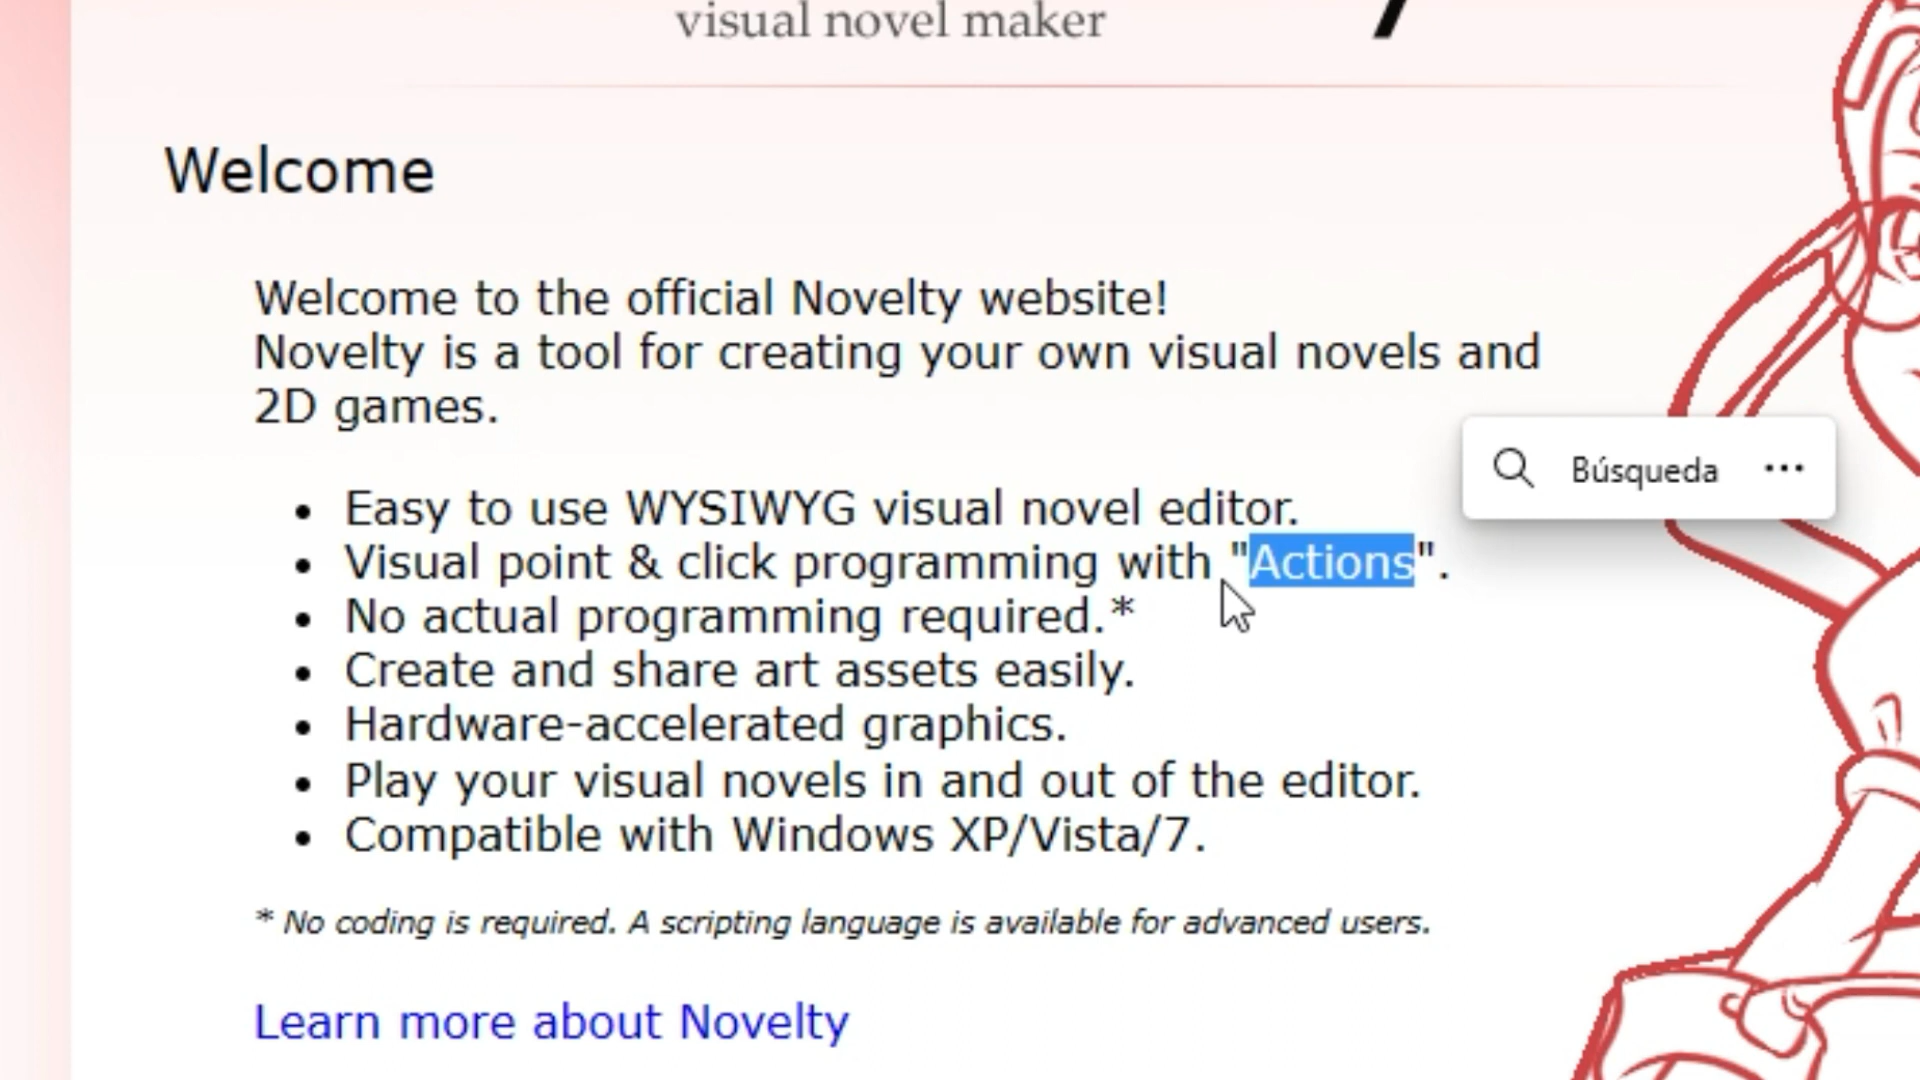 visual novel maker
Welcome
Welcome to the official Novelty website!
Novelty is a tool for creating your own visual novels and
2D games.
Búsqueda
• Easy to use WYSIWYG visual novel editor.
• Visual point & click programming with "Actions".
• No actual programming required.*
• Create and share art assets easily.
• Hardware-accelerated graphics.
• Play your visual novels in and out of the editor.
• Compatible with Windows XP/Vista/7.
* No coding is required. A scripting language is available for advanced users.
Learn more about Novelty